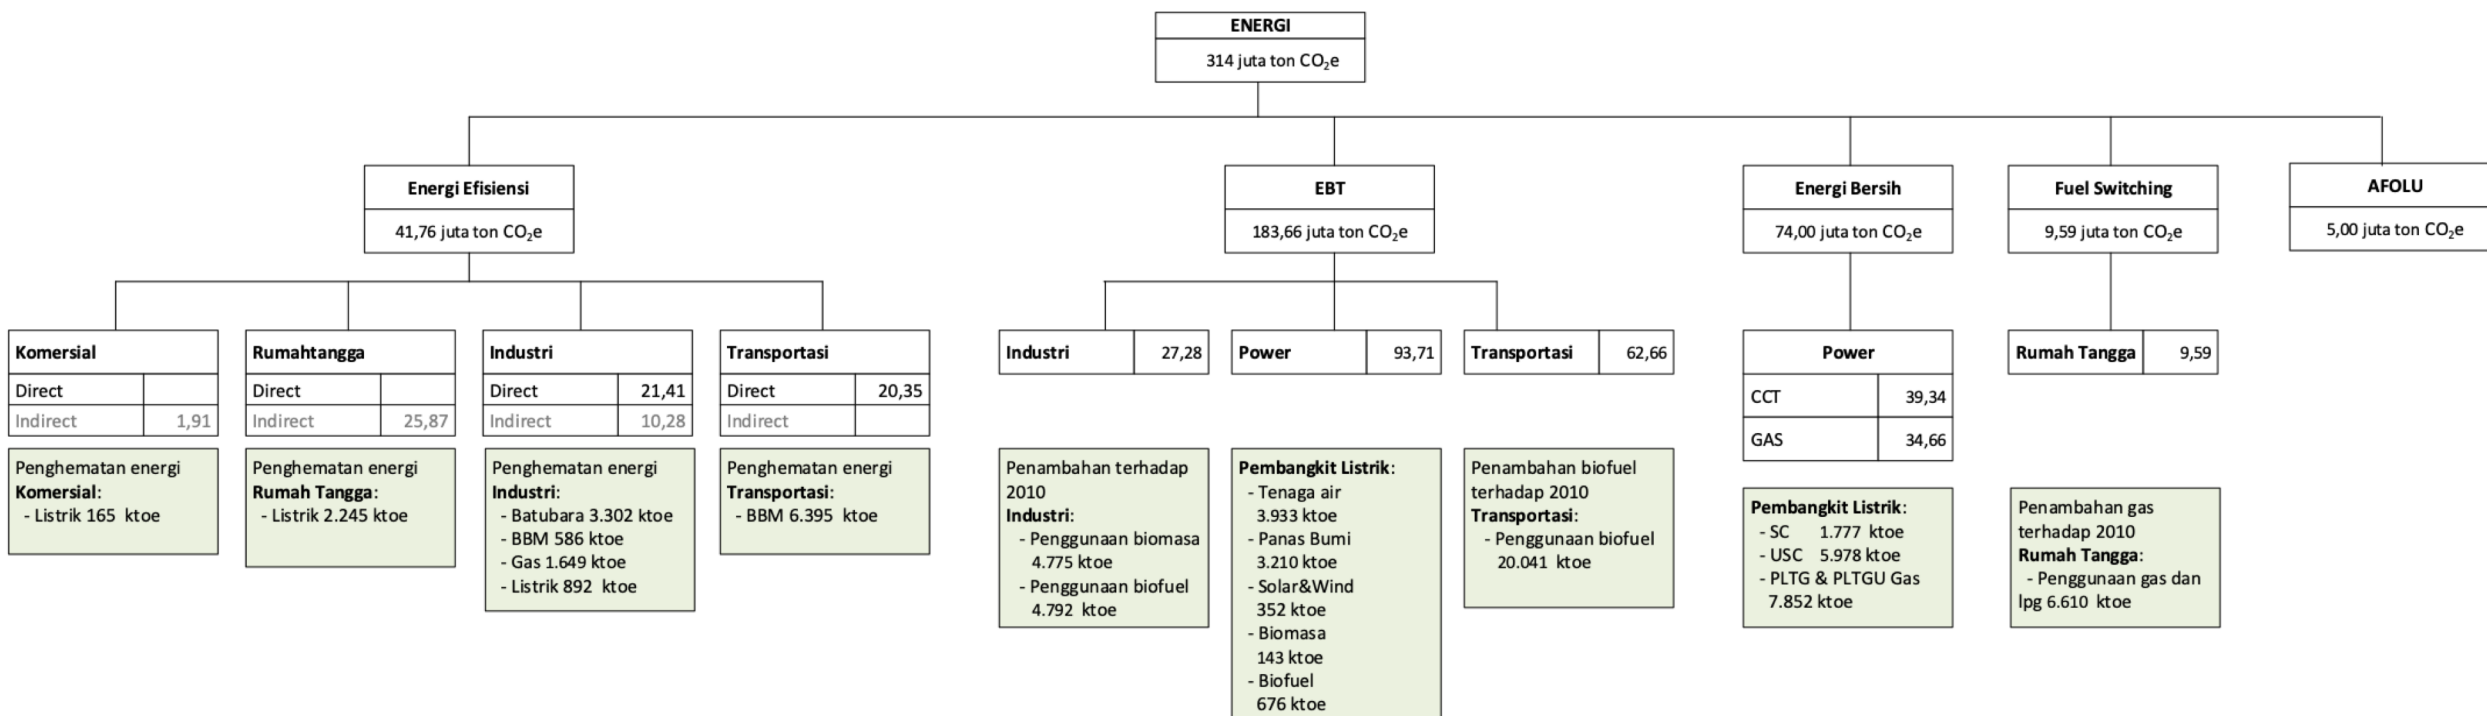 ENERGI
314 juta ton CO₂e
Energi Efisiensi
41,76 juta ton CO₂e
EBT
183,66 juta ton CO₂e
Energi Bersih
74,00 juta ton CO₂e
Fuel Switching
9,59 juta ton CO₂e
AFOLU
5,00 juta ton CO₂e
Komersial
Direct
Indirect 1,91
Rumahtangga
Direct
Indirect 25,87
Industri
Direct 21,41
Indirect 10,28
Transportasi
Direct 20,35
Indirect
Industri 27,28
Power 93,71
Transportasi 62,66
Power
CCT 39,34
GAS 34,66
Rumah Tangga 9,59
Penghematan energi
Komersial:
- Listrik 165 ktoe
Penghematan energi
Rumah Tangga:
- Listrik 2.245 ktoe
Penghematan energi
Industri:
- Batubara 3.302 ktoe
- BBM 586 ktoe
- Gas 1.649 ktoe
- Listrik 892 ktoe
Penghematan energi
Transportasi:
- BBM 6.395 ktoe
Penambahan terhadap
2010
Industri:
- Penggunaan biomasa
4.775 ktoe
- Penggunaan biofuel
4.792 ktoe
Pembangkit Listrik:
- Tenaga air
3.933 ktoe
- Panas Bumi
3.210 ktoe
- Solar&Wind
352 ktoe
- Biomasa
143 ktoe
- Biofuel
676 ktoe
Penambahan biofuel
terhadap 2010
Transportasi:
- Penggunaan biofuel
20.041 ktoe
Pembangkit Listrik:
- SC 1.777 ktoe
- USC 5.978 ktoe
- PLTG & PLTGU Gas
7.852 ktoe
Penambahan gas
terhadap 2010
Rumah Tangga:
- Penggunaan gas dan
lpg 6.610 ktoe